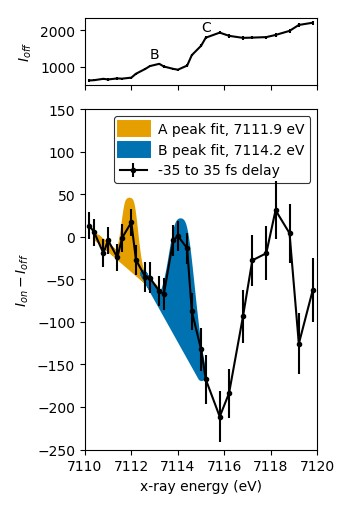 2000
1000
I_off
B
C
150
100
50
0
−50
−100
−150
−200
−250
I_on − I_off
A peak fit, 7111.9 eV
B peak fit, 7114.2 eV
-35 to 35 fs delay
7110 7112 7114 7116 7118 7120
x-ray energy (eV)